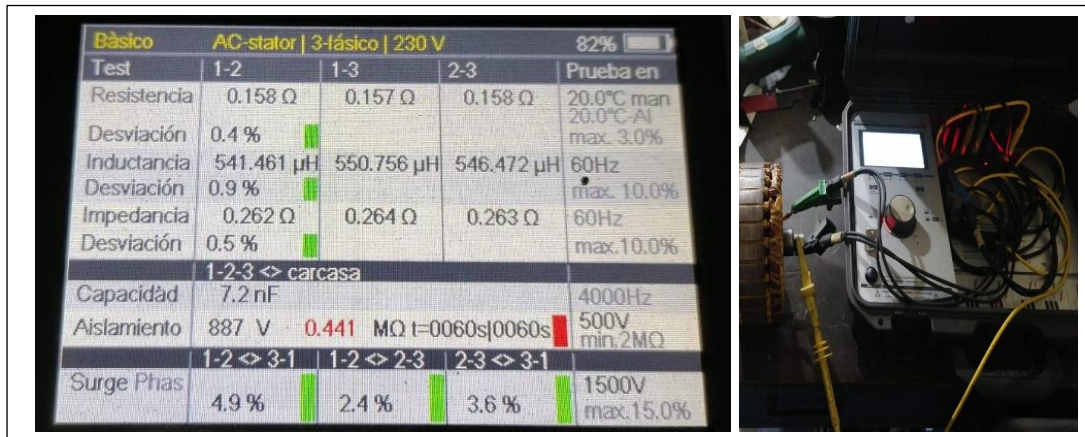 Bàsico AC-stator | 3-fásico | 230 V 82%
Test 1-2 1-3 2-3 Prueba en
Resistencia 0.158 Ω 0.157 Ω 0.158 Ω 20.0°C man
20.0°C-Al
Desviación 0.4 % max. 3.0%
Inductancia 541.461 µH 550.756 µH 546.472 µH 60Hz
Desviación 0.9 % max. 10.0%
Impedancia 0.262 Ω 0.264 Ω 0.263 Ω 60Hz
Desviación 0.5 % max.10.0%
1-2-3 <> carcasa
Capacidàd 7.2 nF 4000Hz
Aislamiento 887 V 0.441 MΩ t=0060s|0060s 500V
min.2MΩ
1-2 <> 3-1 1-2 <> 2-3 2-3 <> 3-1
Surge Phas 1500V
4.9 % 2.4 % 3.6 % max.15.0%